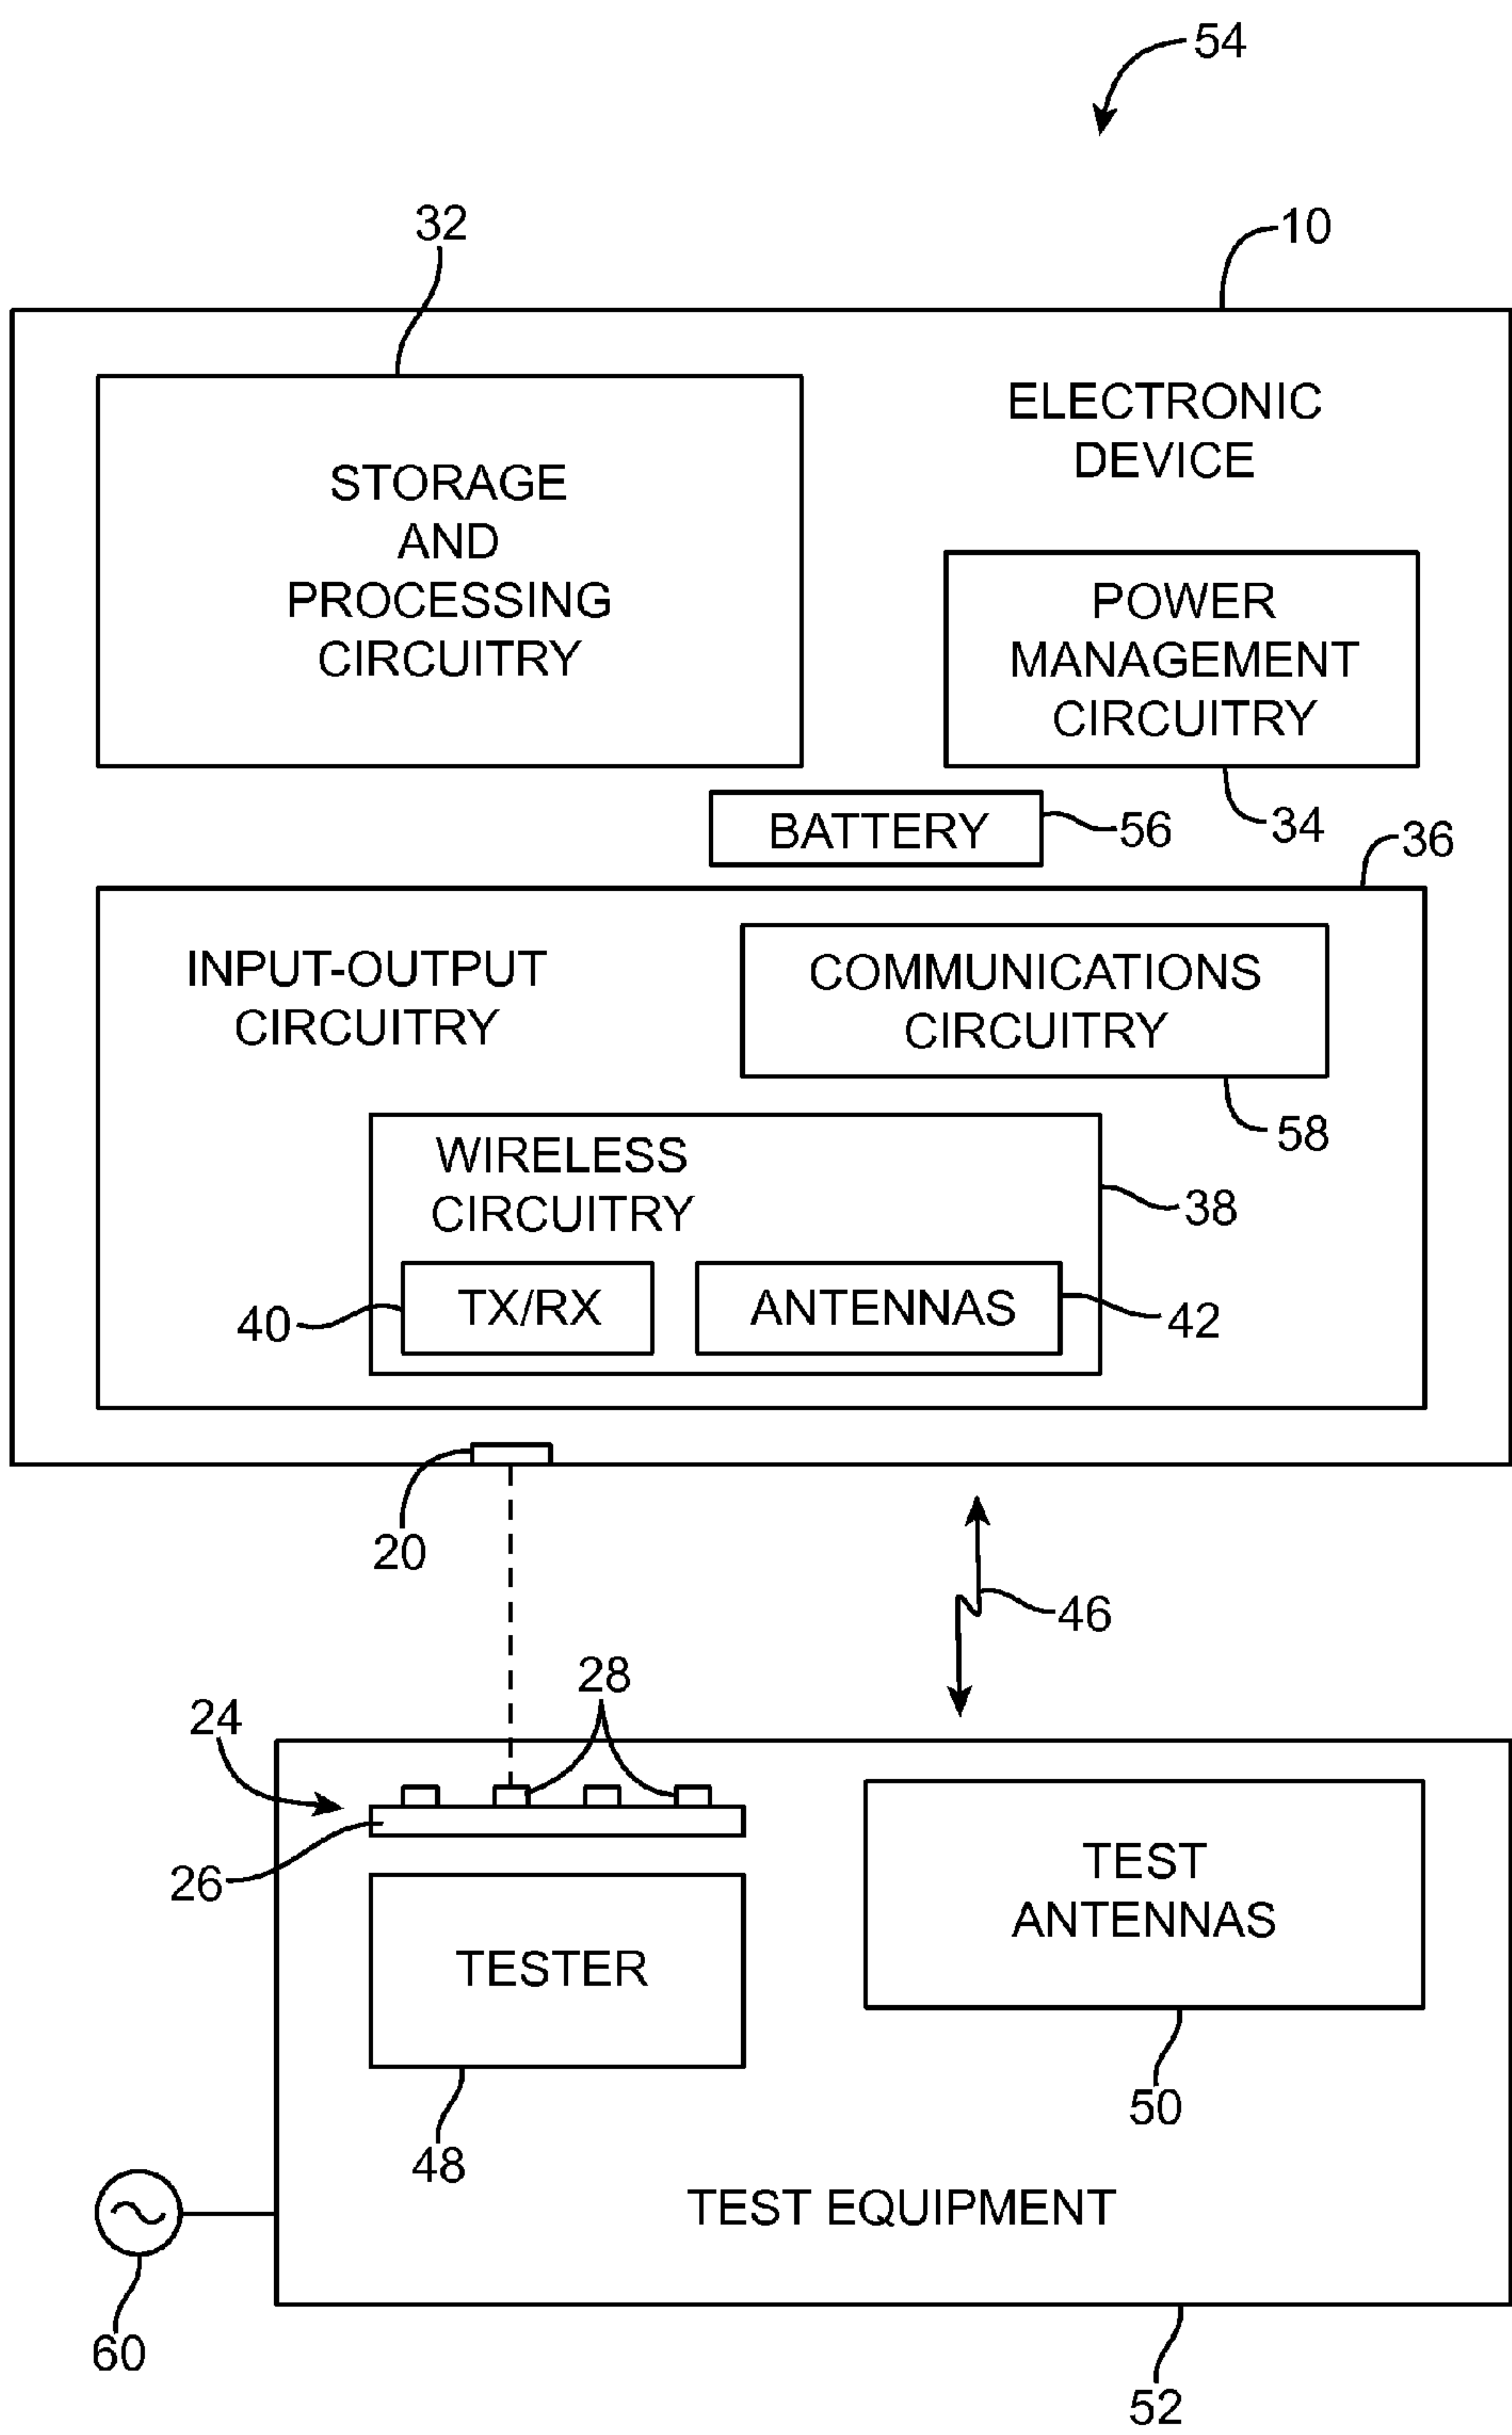 54
32
10
ELECTRONIC
DEVICE
STORAGE
AND
PROCESSING
CIRCUITRY
POWER
MANAGEMENT
CIRCUITRY
34
BATTERY
56
36
INPUT-OUTPUT
CIRCUITRY
COMMUNICATIONS
CIRCUITRY
58
WIRELESS
CIRCUITRY
38
40
TX/RX
ANTENNAS
42
20
46
28
24
26
TEST
ANTENNAS
TESTER
50
48
TEST EQUIPMENT
60
52